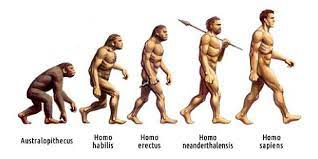 Australopithecus
Homo
habilis
Homo
erectus
Homo
neanderthalensis
Homo
sapiens